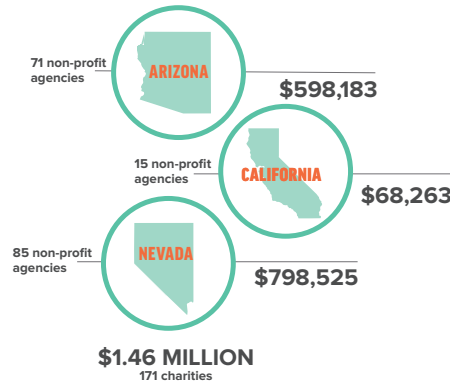 71 non-profit
agencies
ARIZONA
$598,183
15 non-profit
agencies
CALIFORNIA
$68,263
85 non-profit
agencies
NEVADA
$798,525
$1.46 MILLION
171 charities